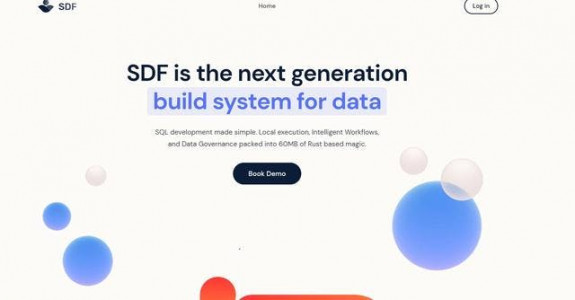 SDF
Home
Log in
SDF is the next generation
build system for data
SQL development made simple. Local execution, Intelligent Workflows,
and Data Governance packed into 60MB of Rust based magic.
Book Demo